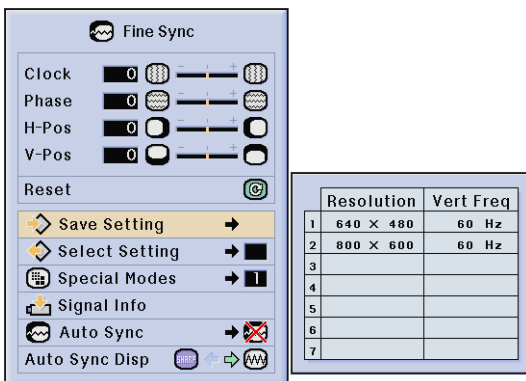 Fine Sync
Clock 0 - +
Phase 0 - +
H-Pos 0 - +
V-Pos 0 - +
Reset
Save Setting
Select Setting
Special Modes 1
Signal Info
Auto Sync
Auto Sync Disp SHARP
Resolution Vert Freq
1 640 × 480 60 Hz
2 800 × 600 60 Hz
3
4
5
6
7